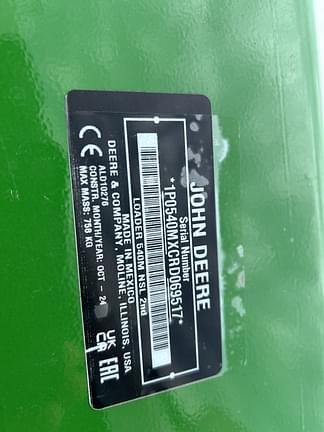 JOHN DEERE
Serial Number
*1P0540MXCRD069517*
LOADER 540M NSL 2nd
MADE IN MEXICO
DEERE & COMPANY, MOLINE, ILLINOIS, USA
ALD10276
CONSTR. MONTH/YEAR: OCT - 24
MAX MASS: 758 KG
CE
UK
CA
EAC